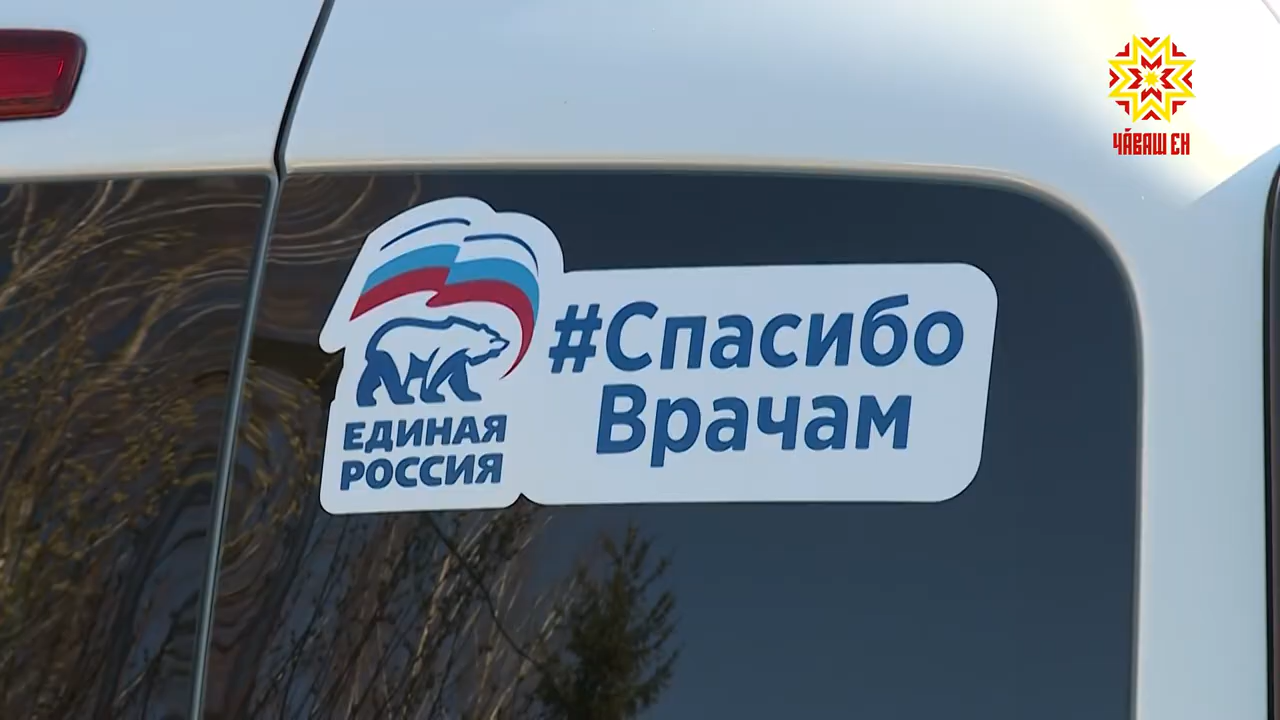 ЧӐВАШ ЕН
#Спасибо
Врачам
ЕДИНАЯ
РОССИЯ